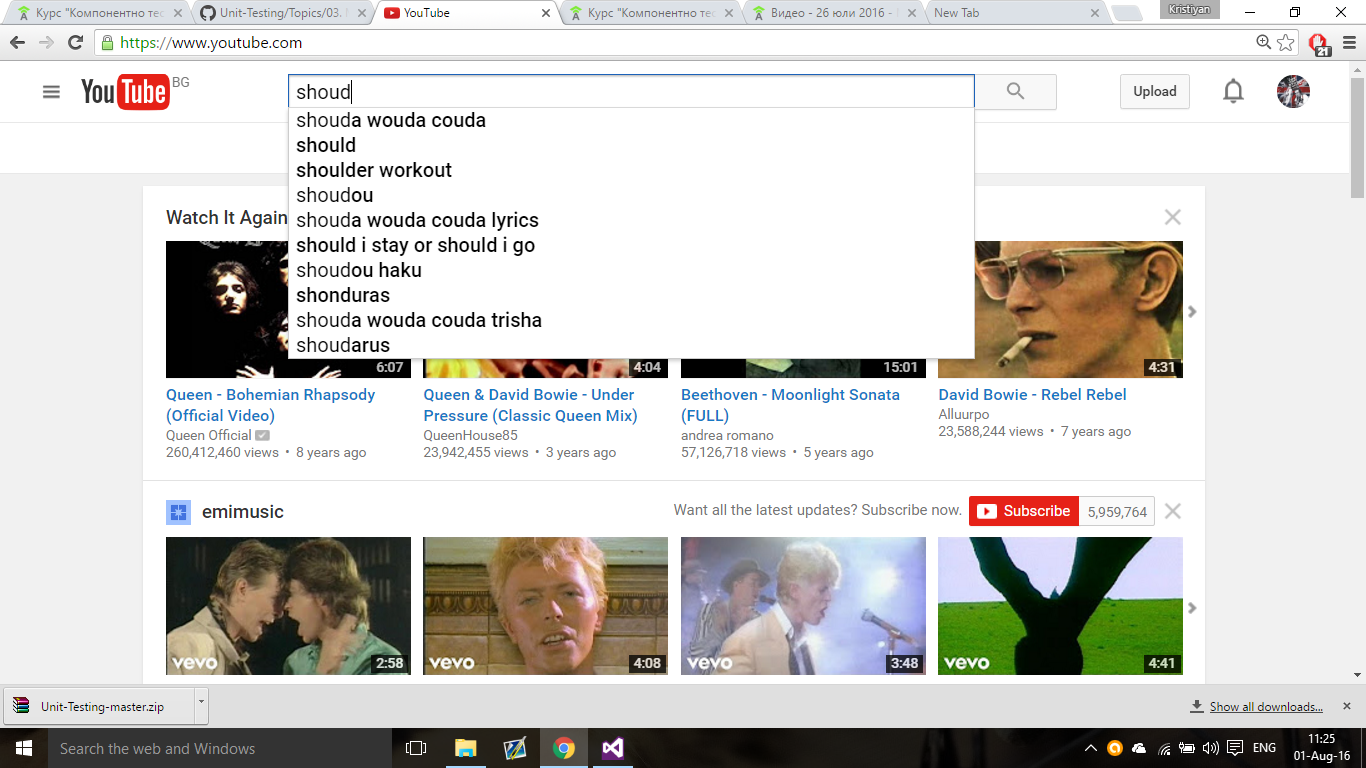 Курс "Компонентно тес
Unit-Testing/Topics/03.
YouTube
Курс "Компонентно тес
Видео - 26 юли 2016 -
New Tab
Kristiyan
https://www.youtube.com
21
YouTube BG
shoud
Upload
shouda wouda couda
should
shoulder workout
shoudou
shouda wouda couda lyrics
should i stay or should i go
shoudou haku
shonduras
shouda wouda couda trisha
shoudarus
Watch It Again
6:07
4:04
15:01
4:31
Queen - Bohemian Rhapsody (Official Video)
Queen Official
260,412,460 views • 8 years ago
Queen & David Bowie - Under Pressure (Classic Queen Mix)
QueenHouse85
23,942,455 views • 3 years ago
Beethoven - Moonlight Sonata (FULL)
andrea romano
57,126,718 views • 5 years ago
David Bowie - Rebel Rebel
Alluurpo
23,588,244 views • 7 years ago
emimusic
Want all the latest updates? Subscribe now.
Subscribe
5,959,764
vevo 2:58
vevo 4:08
vevo 3:48
vevo 4:41
Unit-Testing-master.zip
Show all downloads...
Search the web and Windows
ENG
11:25
01-Aug-16